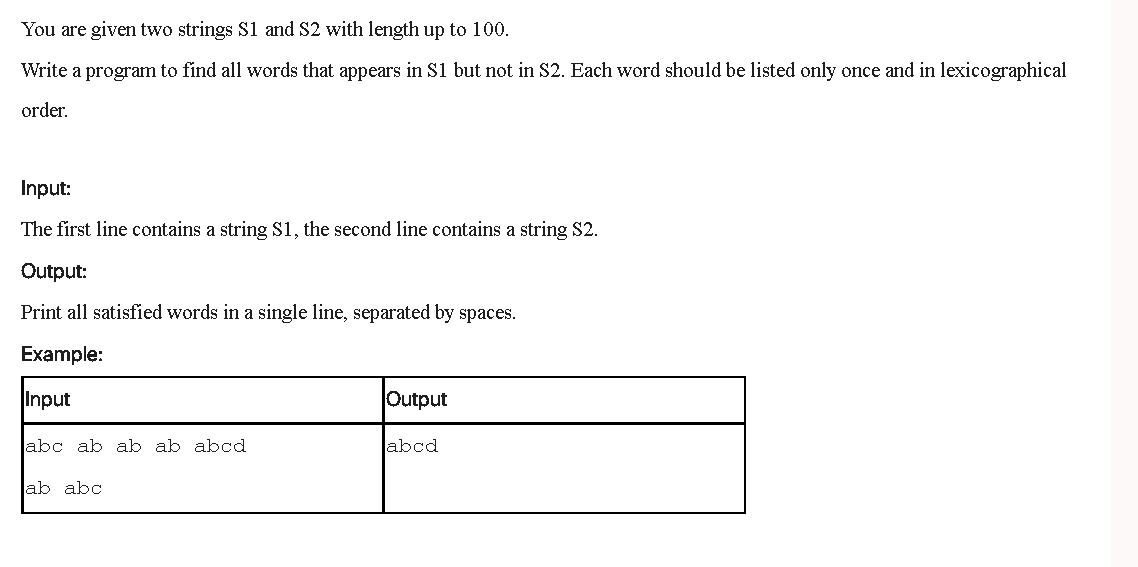 You are given two strings S1 and S2 with length up to 100.
Write a program to find all words that appears in S1 but not in S2. Each word should be listed only once and in lexicographical
order.
Input:
The first line contains a string S1, the second line contains a string S2.
Output:
Print all satisfied words in a single line, separated by spaces.
Example:
Input Output
abc ab ab ab abcd abcd
ab abc